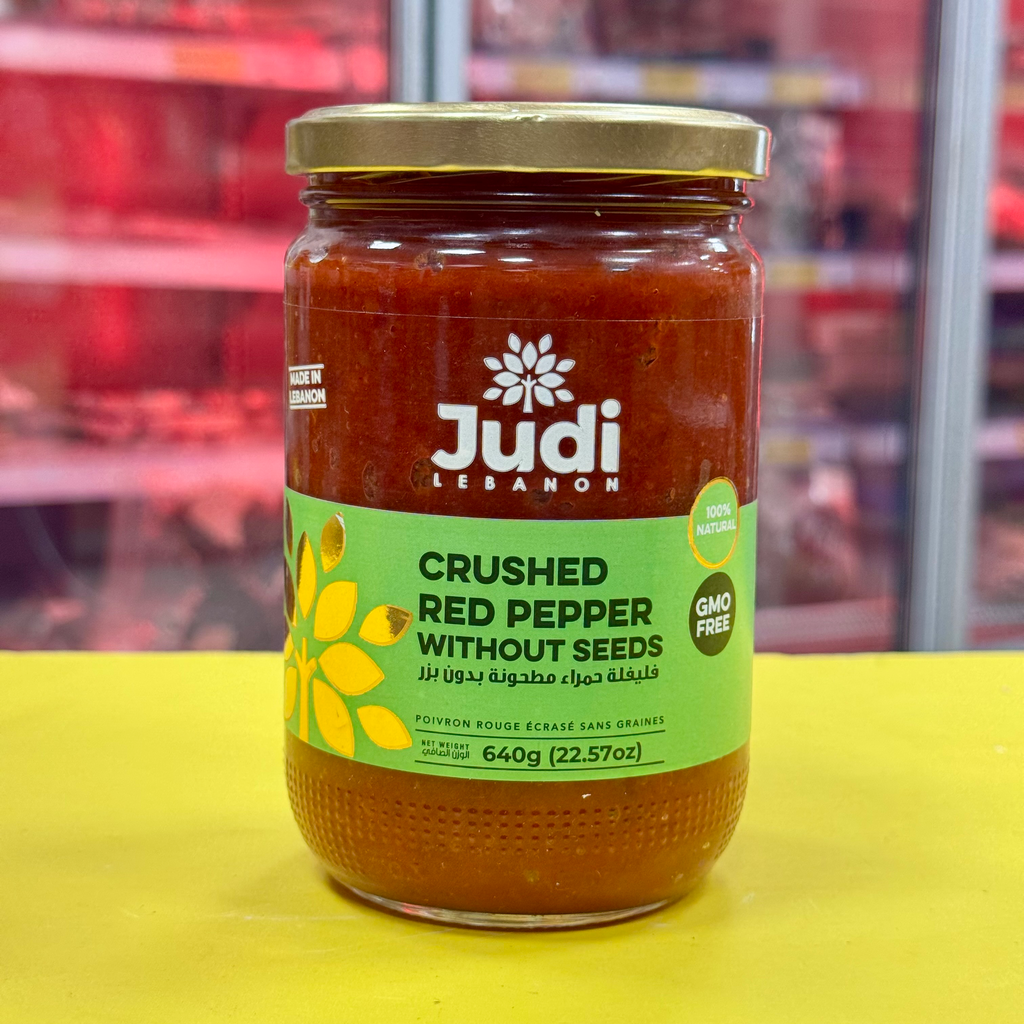 MADE IN
LEBANON
Judi
LEBANON
100%
NATURAL
GMO
FREE
CRUSHED
RED PEPPER
WITHOUT SEEDS
فليفلة حمراء مطحونة بدون بزر
POIVRON ROUGE ÉCRASÉ SANS GRAINES
NET WEIGHT
الوزن الصافي
640g (22.57oz)